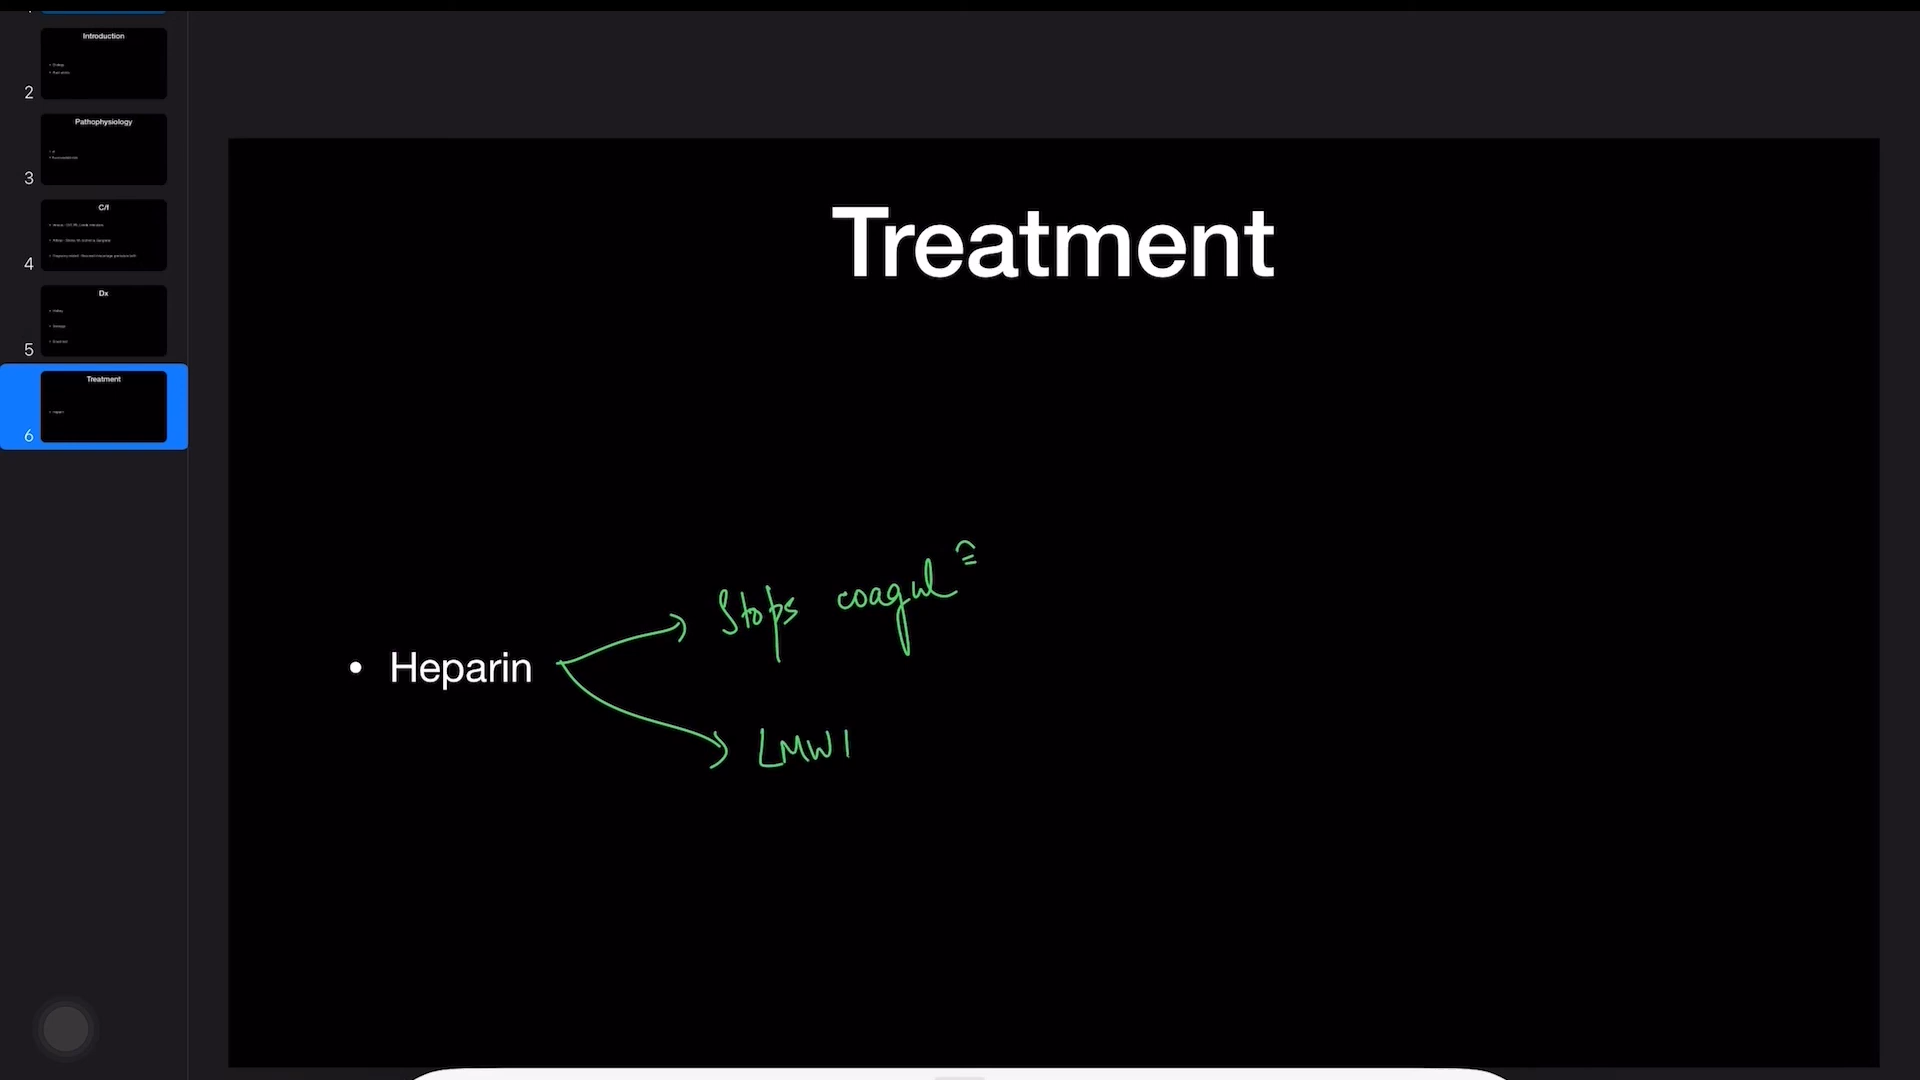 Introduction
2
Pathophysiology
3
C/f
4
Dx
5
Treatment
6
Treatment
Stops coagul
• Heparin
LMWI